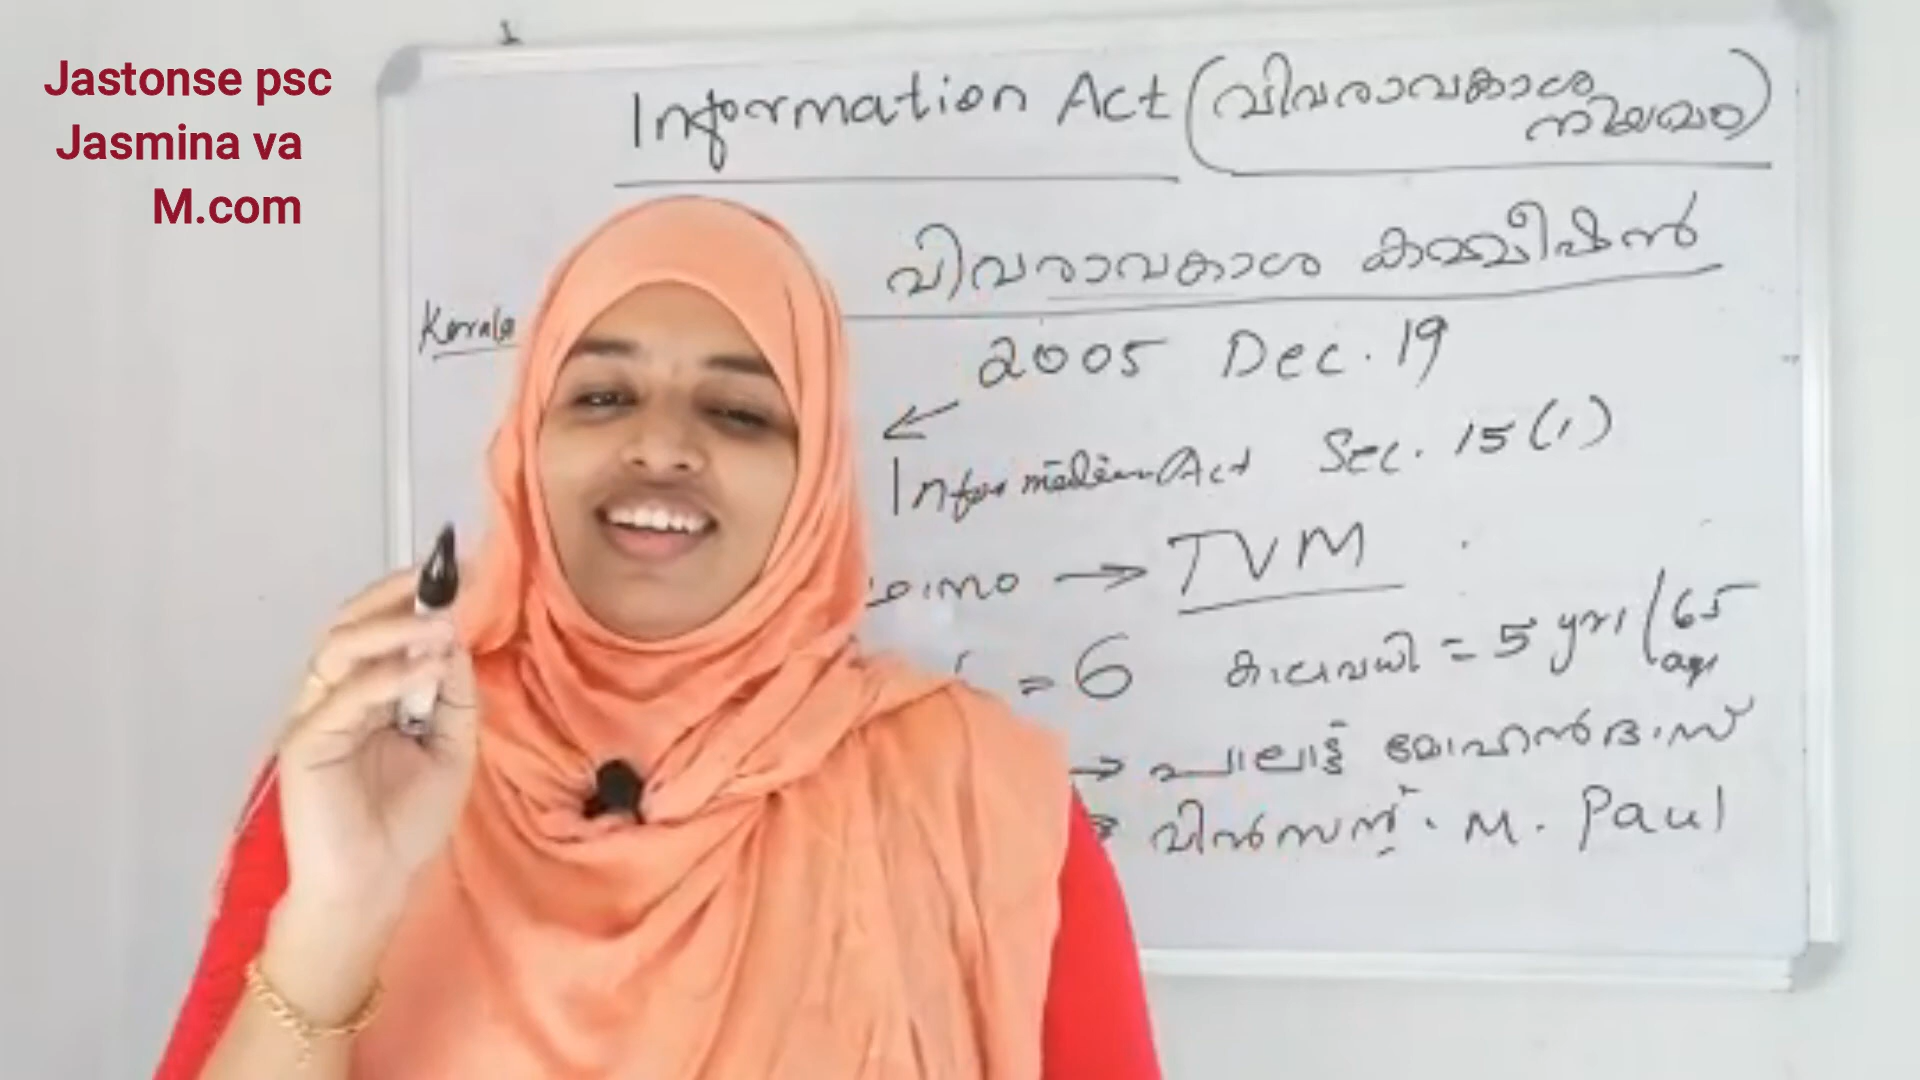 Jastonse psc
Jasmina va
M.com
Information Act (വിവരാവകാശ
നിയമം)
വിവരാവകാശ കമ്മീഷൻ
Kerala
2005 Dec. 19
Information Act Sec. 15(1)
→ TVM
= 6 കാലാവധി = 5 yrs / 65
age
→ പാലാട്ട് മോഹൻദാസ്
വിൻസന്റ്. M. Paul